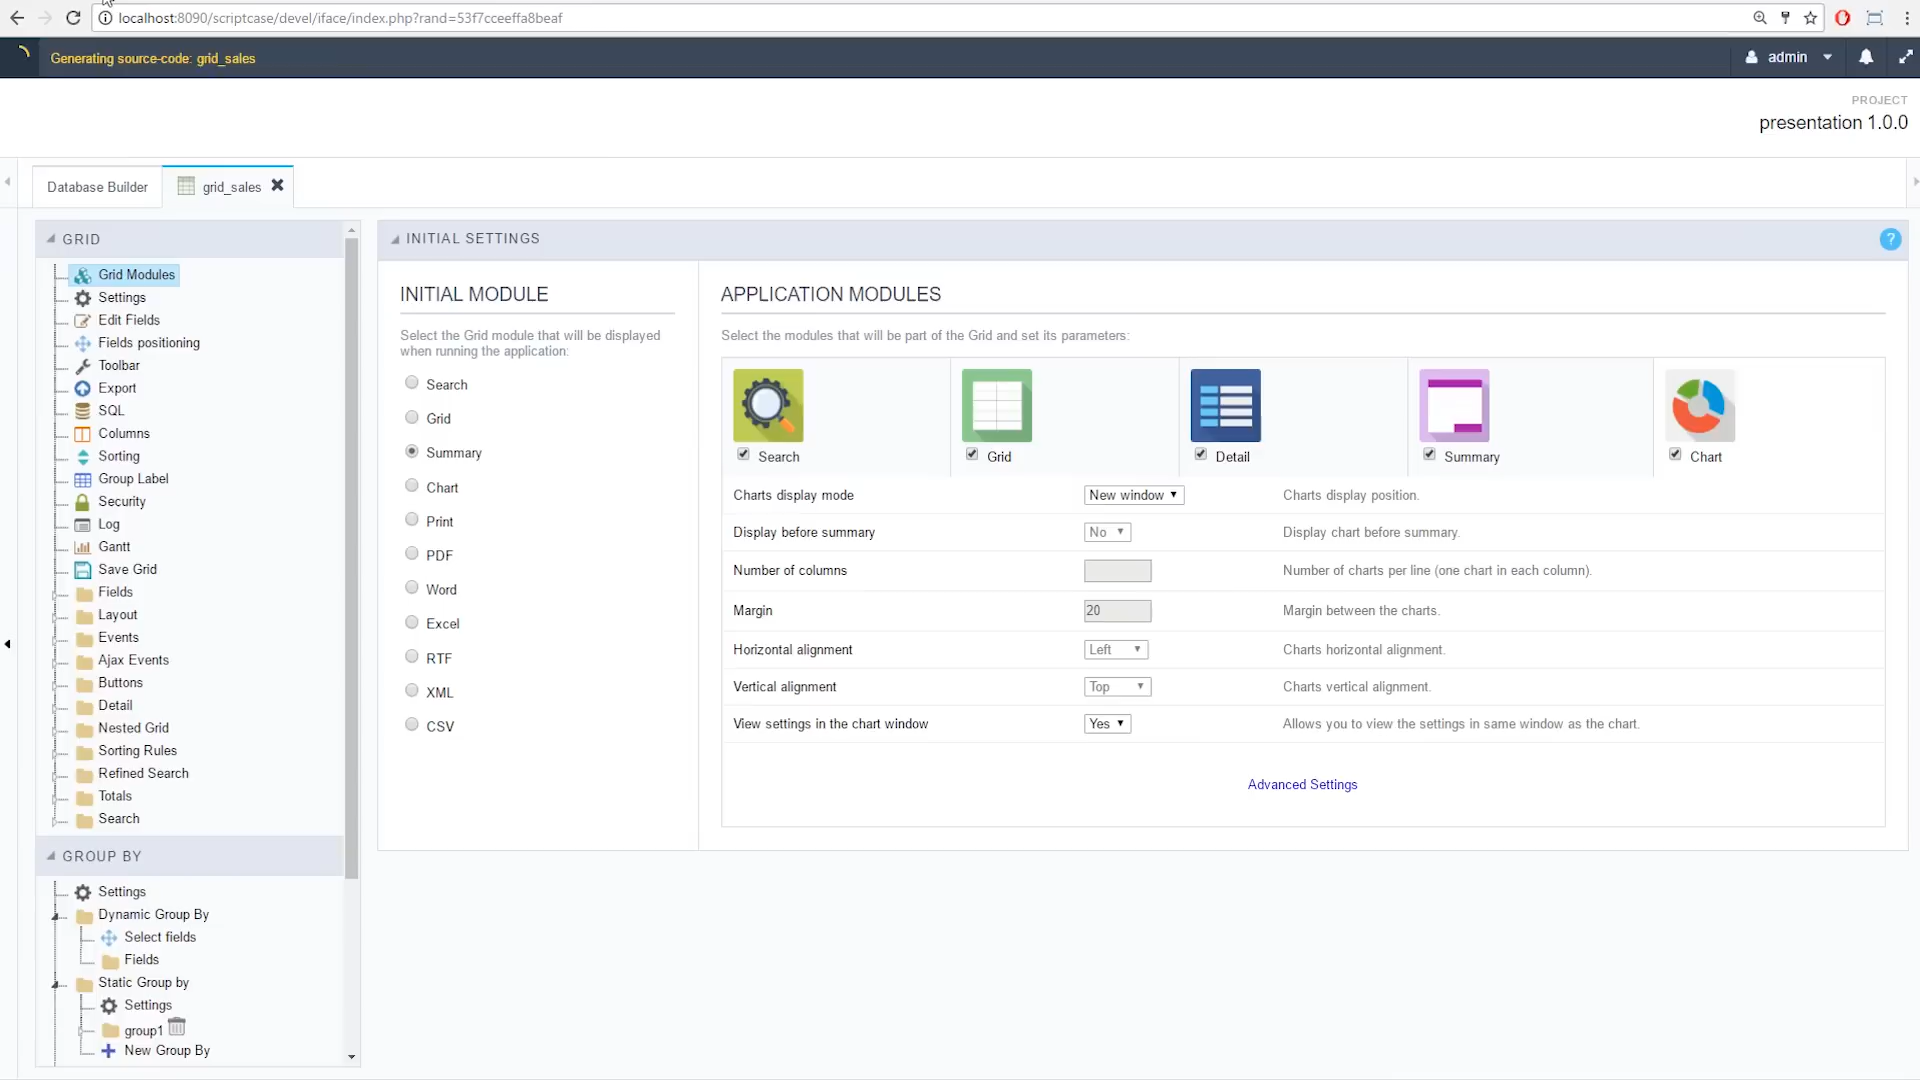 localhost:8090/scriptcase/devel/iface/index.php?rand=53f7cceeffa8beaf
Generating source-code: grid_sales
admin
PROJECT
presentation 1.0.0
Database Builder
grid_sales
GRID
Grid Modules
Settings
Edit Fields
Fields positioning
Toolbar
Export
SQL
Columns
Sorting
Group Label
Security
Log
Gantt
Save Grid
Fields
Layout
Events
Ajax Events
Buttons
Detail
Nested Grid
Sorting Rules
Refined Search
Totals
Search
GROUP BY
Settings
Dynamic Group By
Select fields
Fields
Static Group by
Settings
group1
New Group By
INITIAL SETTINGS
?
INITIAL MODULE
Select the Grid module that will be displayed
when running the application:
Search
Grid
Summary
Chart
Print
PDF
Word
Excel
RTF
XML
CSV
APPLICATION MODULES
Select the modules that will be part of the Grid and set its parameters:
Search
Grid
Detail
Summary
Chart
Charts display mode New window Charts display position.
Display before summary No Display chart before summary.
Number of columns Number of charts per line (one chart in each column).
Margin 20 Margin between the charts.
Horizontal alignment Left Charts horizontal alignment.
Vertical alignment Top Charts vertical alignment.
View settings in the chart window Yes Allows you to view the settings in same window as the chart.
Advanced Settings